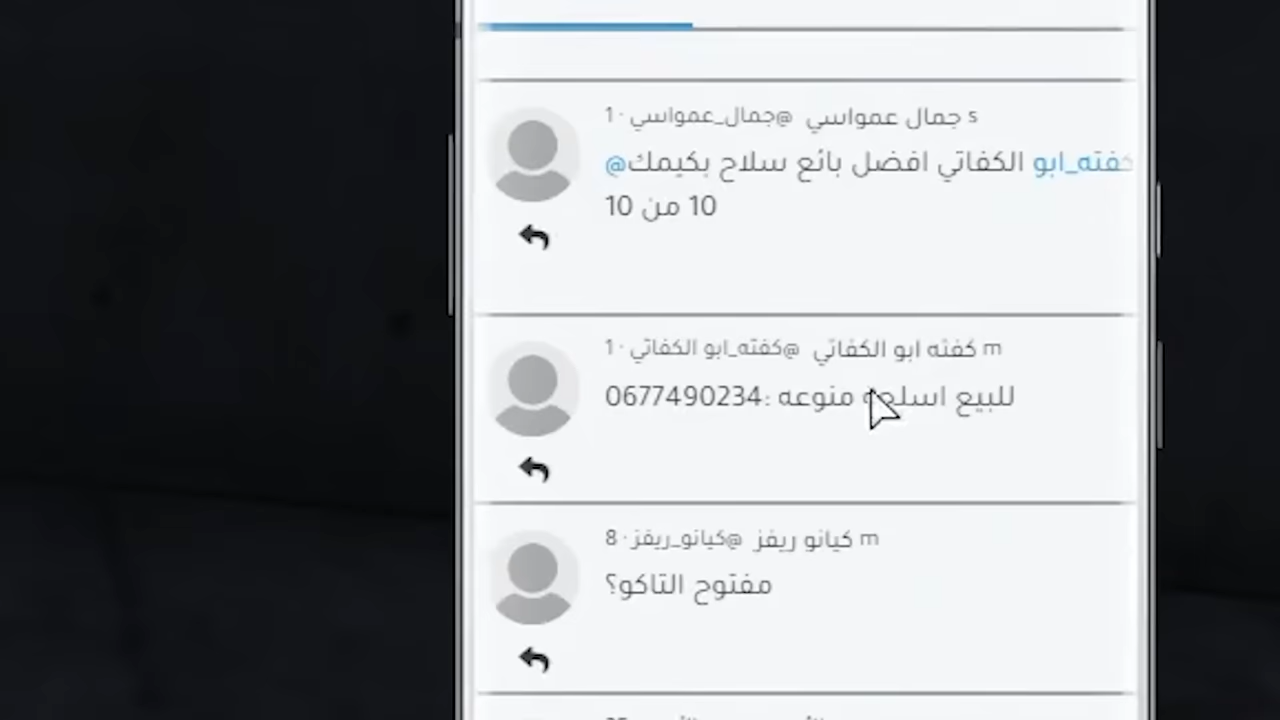 جمال عمواسي @جمال_عمواسي · 1 s
@كفته_ابو الكفاتي افضل بائع سلاح بكيمك
10 من 10
كفته ابو الكفاتي @كفته_ابو الكفاتي · 1 m
للبيع اسلحه منوعه :0677490234
كيانو ريفز @كيانو_ريفز · 8 m
مفتوح التاكو؟